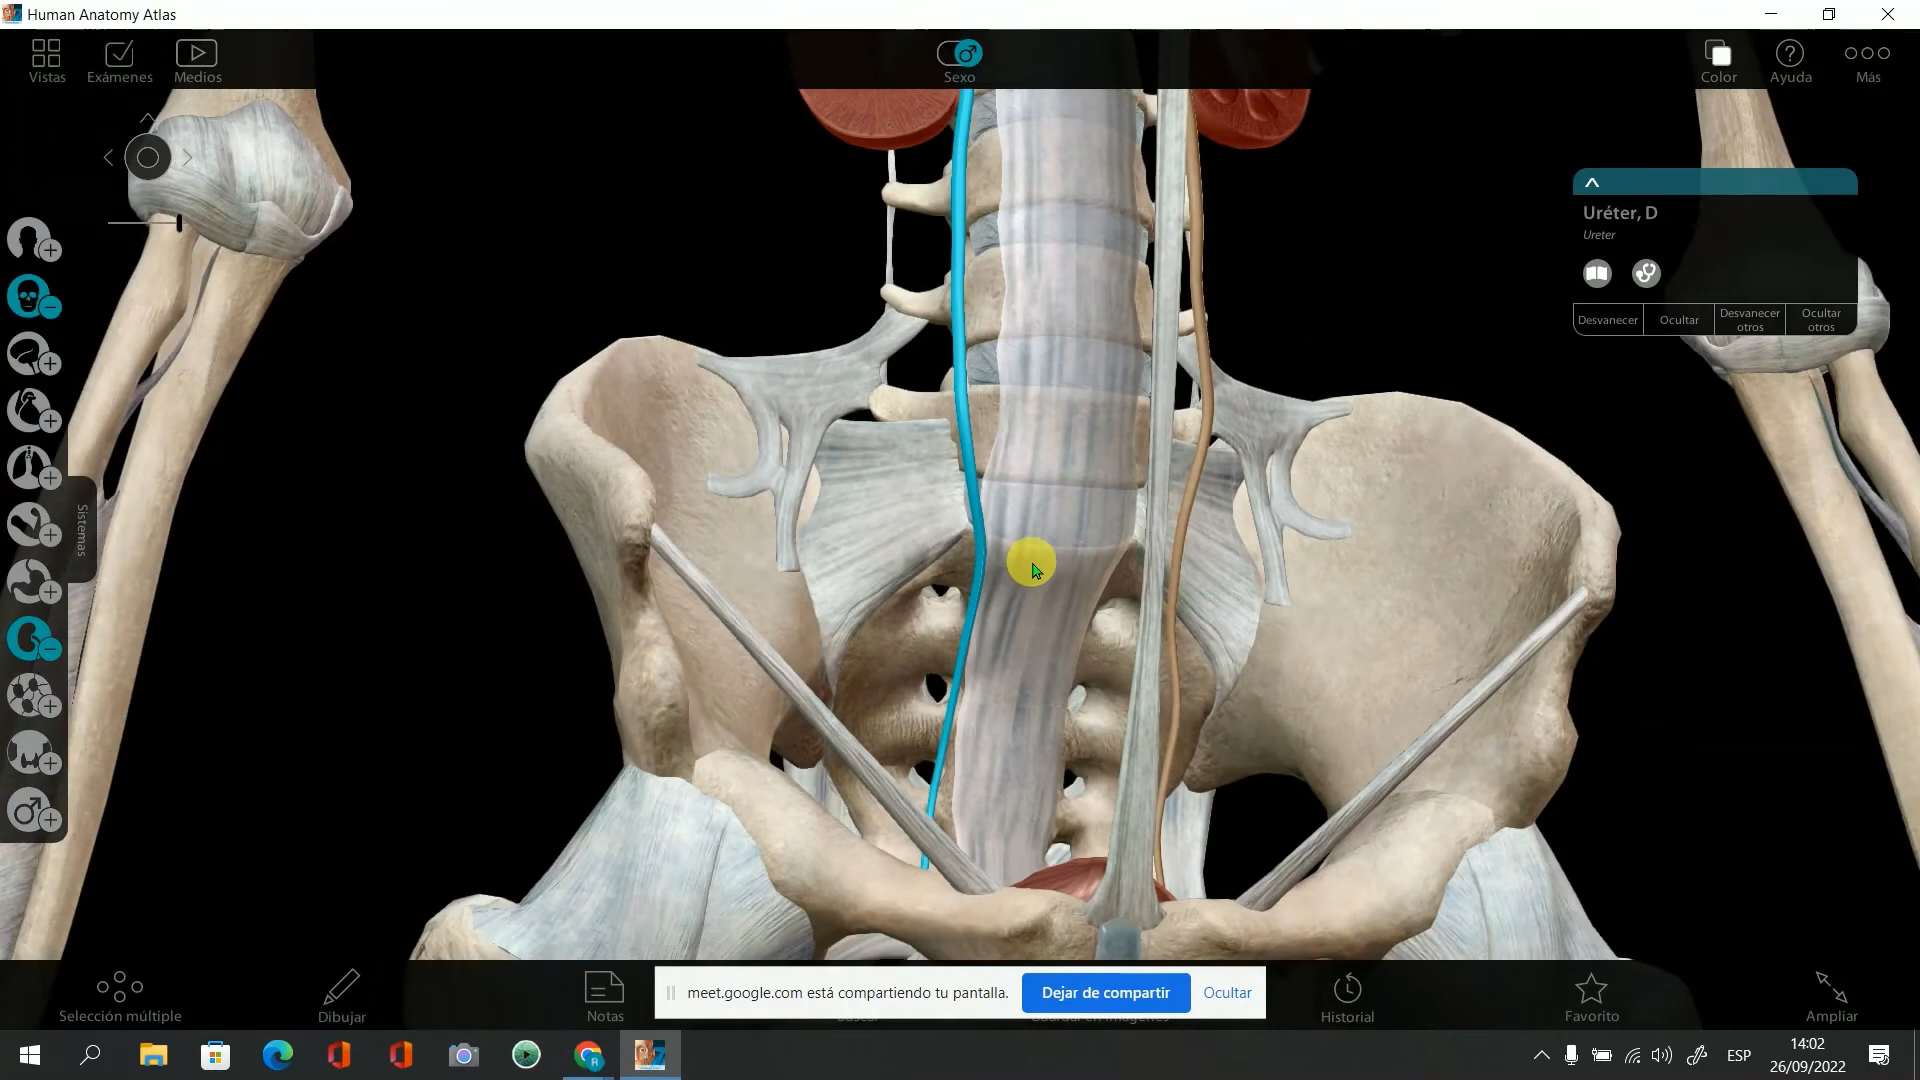 Human Anatomy Atlas
Vistas
Exámenes
Medios
Sexo
Color
Ayuda
Más
Uréter, D
Ureter
Desvanecer
Ocultar
Desvanecer otros
Ocultar otros
Sistemas
Selección múltiple
Dibujar
Notas
meet.google.com está compartiendo tu pantalla.
Dejar de compartir
Ocultar
Historial
Favorito
Ampliar
ESP
14:02
26/09/2022